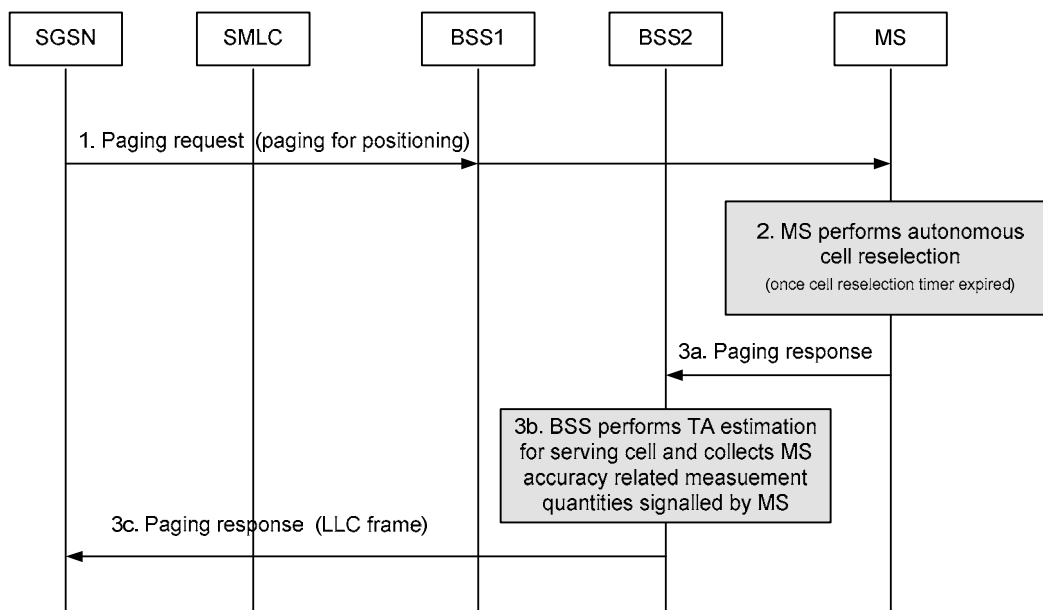 SGSN
SMLC
BSS1
BSS2
MS
1. Paging request (paging for positioning)
2. MS performs autonomous
cell reselection
(once cell reselection timer expired)
3a. Paging response
3b. BSS performs TA estimation
for serving cell and collects MS
accuracy related measuement
quantities signalled by MS
3c. Paging response (LLC frame)